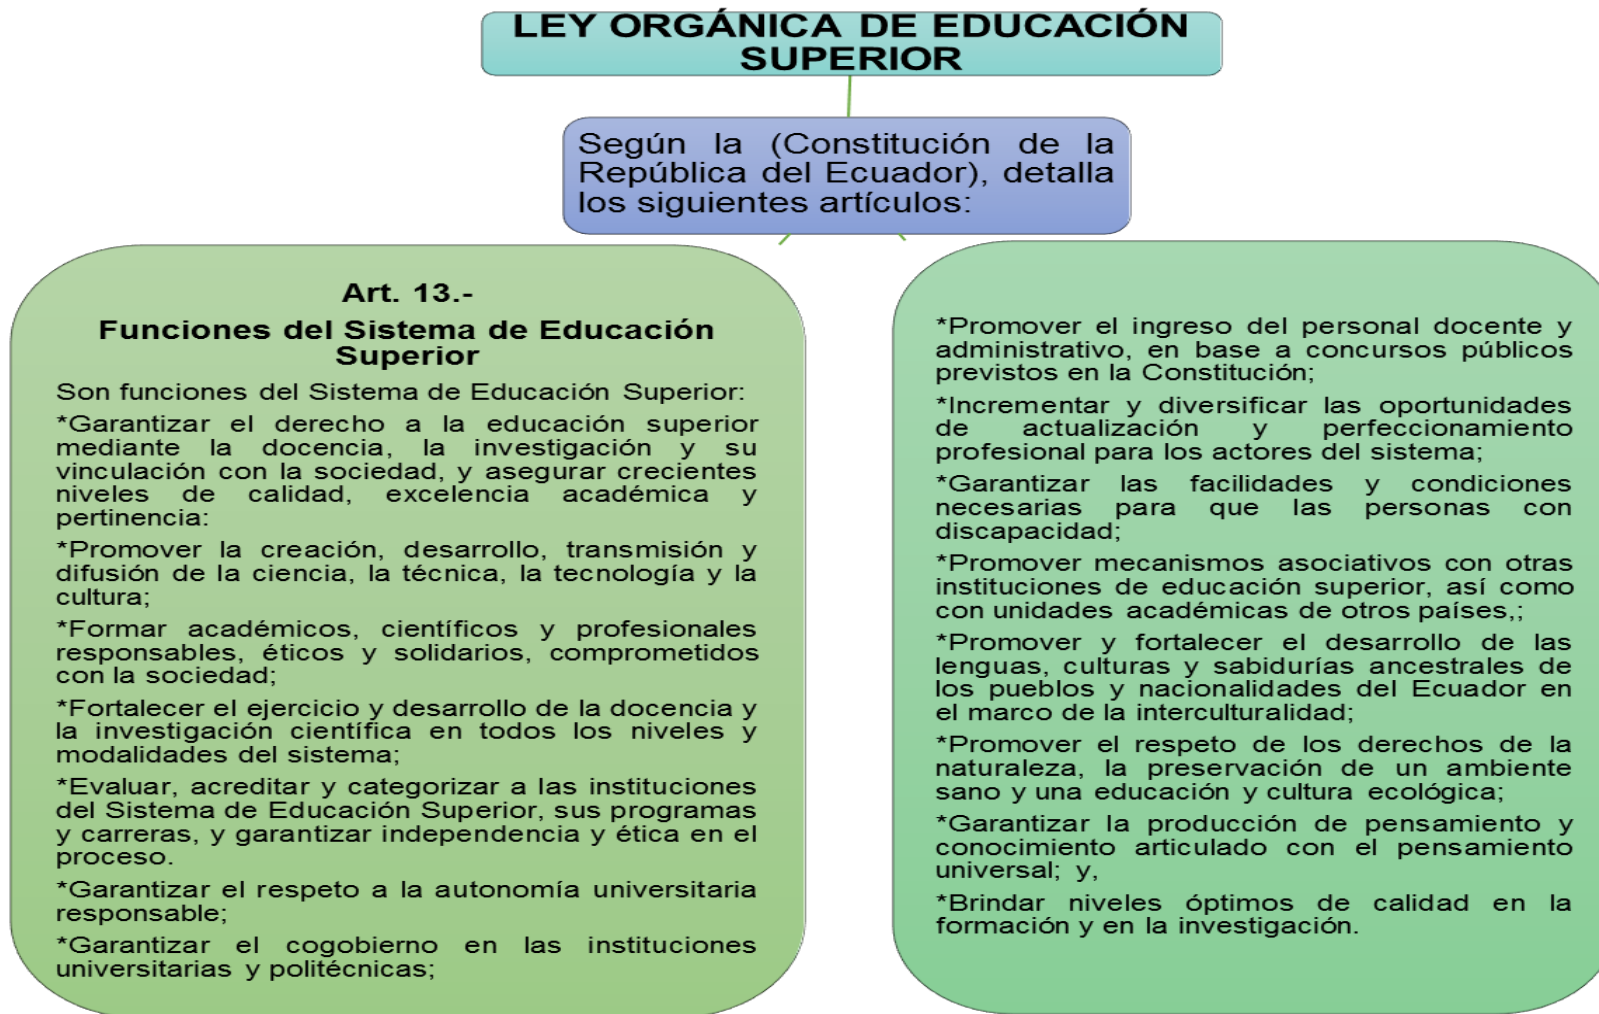 LEY ORGÁNICA DE EDUCACIÓN
SUPERIOR
Según la (Constitución de la
República del Ecuador), detalla
los siguientes artículos:
Art. 13.-
Funciones del Sistema de Educación
Superior
Son funciones del Sistema de Educación Superior:
*Garantizar el derecho a la educación superior
mediante la docencia, la investigación y su
vinculación con la sociedad, y asegurar crecientes
niveles de calidad, excelencia académica y
pertinencia:
*Promover la creación, desarrollo, transmisión y
difusión de la ciencia, la técnica, la tecnología y la
cultura;
*Formar académicos, científicos y profesionales
responsables, éticos y solidarios, comprometidos
con la sociedad;
*Fortalecer el ejercicio y desarrollo de la docencia y
la investigación científica en todos los niveles y
modalidades del sistema;
*Evaluar, acreditar y categorizar a las instituciones
del Sistema de Educación Superior, sus programas
y carreras, y garantizar independencia y ética en el
proceso.
*Garantizar el respeto a la autonomía universitaria
responsable;
*Garantizar el cogobierno en las instituciones
universitarias y politécnicas;
*Promover el ingreso del personal docente y
administrativo, en base a concursos públicos
previstos en la Constitución;
*Incrementar y diversificar las oportunidades
de actualización y perfeccionamiento
profesional para los actores del sistema;
*Garantizar las facilidades y condiciones
necesarias para que las personas con
discapacidad;
*Promover mecanismos asociativos con otras
instituciones de educación superior, así como
con unidades académicas de otros países,;
*Promover y fortalecer el desarrollo de las
lenguas, culturas y sabidurías ancestrales de
los pueblos y nacionalidades del Ecuador en
el marco de la interculturalidad;
*Promover el respeto de los derechos de la
naturaleza, la preservación de un ambiente
sano y una educación y cultura ecológica;
*Garantizar la producción de pensamiento y
conocimiento articulado con el pensamiento
universal; y,
*Brindar niveles óptimos de calidad en la
formación y en la investigación.